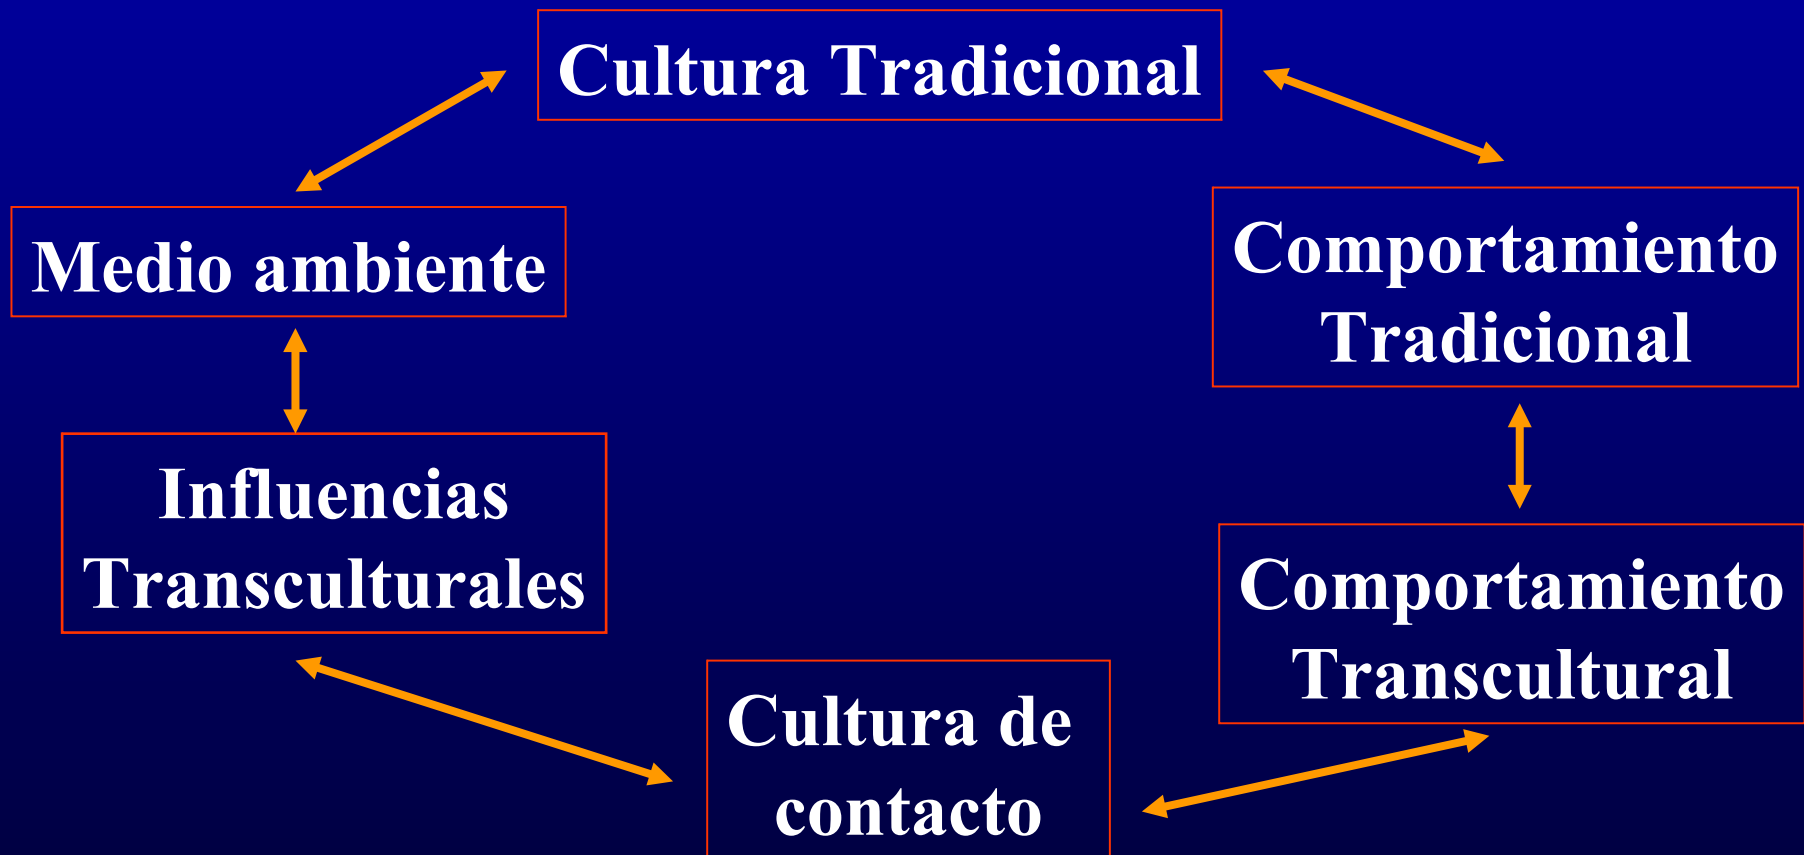 Cultura Tradicional
Medio ambiente
Comportamiento
Tradicional
Influencias
Transculturales
Comportamiento
Transcultural
Cultura de
contacto